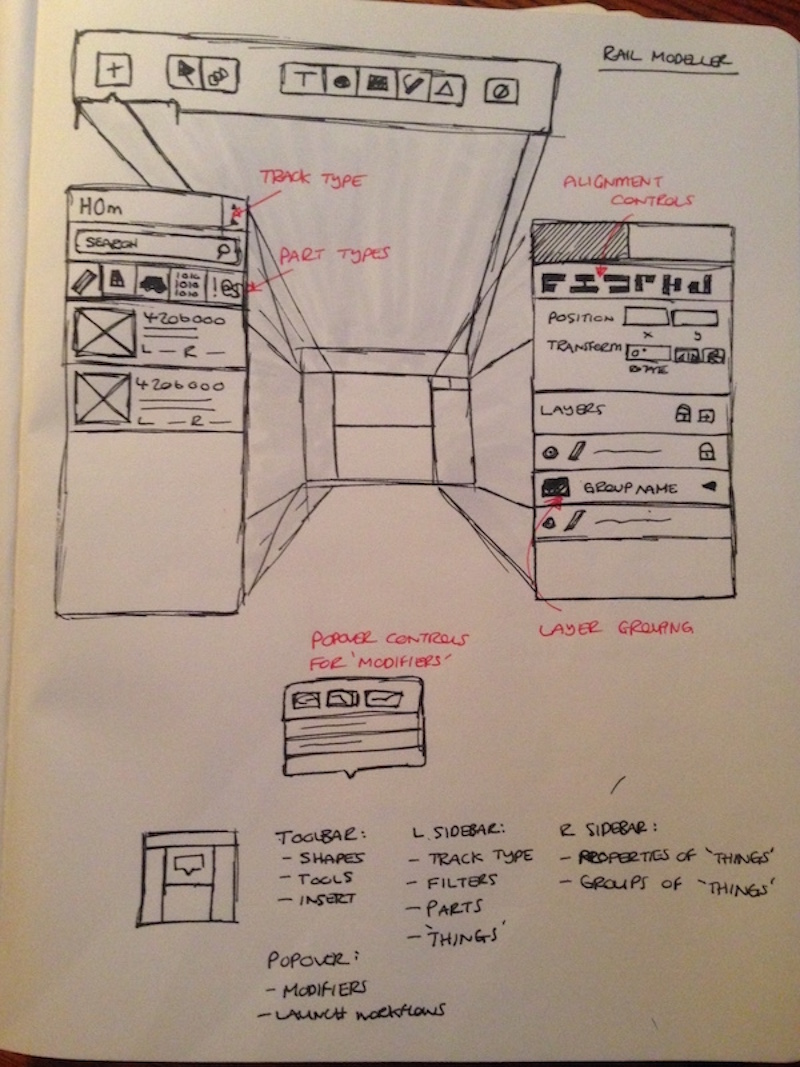 RAIL MODELLER
T
TRACK TYPE
H0m
SEARCH
PART TYPES
4206000
L — R —
4206000
L — R —
ALIGNMENT
CONTROLS
POSITION
x y
TRANSFORM 0°
ROTATE
LAYERS
GROUP NAME
LAYER GROUPING
POPOVER CONTROLS
FOR 'MODIFIERS'
TOOLBAR:
- SHAPES
- TOOLS
- INSERT
L. SIDEBAR:
- TRACK TYPE
- FILTERS
- PARTS
- 'THINGS'
R SIDEBAR:
- PROPERTIES OF 'THINGS'
- GROUPS OF 'THINGS'
POPOVER:
- MODIFIERS
- LAUNCH WORKFLOWS